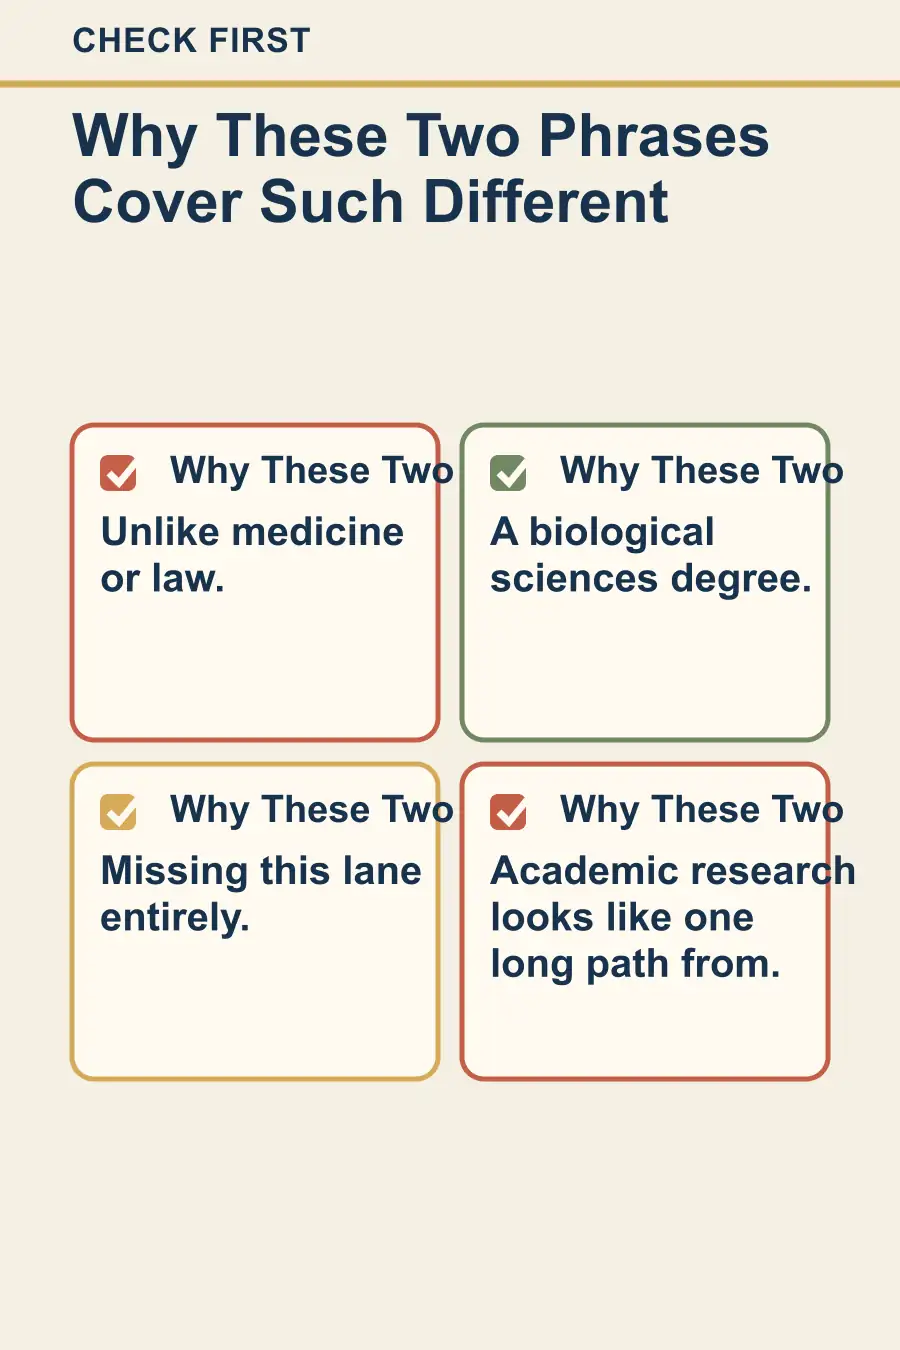 CHECK FIRST
Why These Two Phrases
Cover Such Different
Why These Two
Unlike medicine
or law.
Why These Two
A biological
sciences degree.
Why These Two
Missing this lane
entirely.
Why These Two
Academic research
looks like one
long path from.